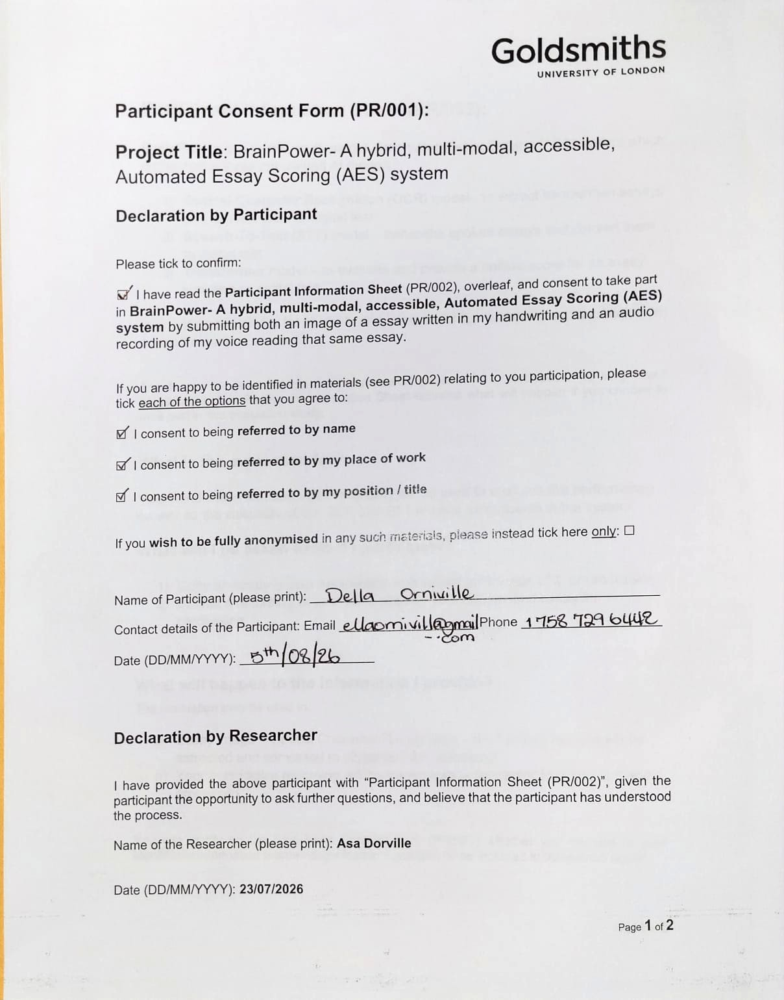 Goldsmiths
UNIVERSITY OF LONDON
Participant Consent Form (PR/001):
Project Title: BrainPower- A hybrid, multi-modal, accessible,
Automated Essay Scoring (AES) system
Declaration by Participant
Please tick to confirm:
☑ I have read the Participant Information Sheet (PR/002), overleaf, and consent to take part
in BrainPower- A hybrid, multi-modal, accessible, Automated Essay Scoring (AES)
system by submitting both an image of a essay written in my handwriting and an audio
recording of my voice reading that same essay.
If you are happy to be identified in materials (see PR/002) relating to you participation, please
tick each of the options that you agree to:
☑ I consent to being referred to by name
☑ I consent to being referred to by my place of work
☑ I consent to being referred to by my position / title
If you wish to be fully anonymised in any such materials, please instead tick here only: ☐
Name of Participant (please print): Della Orniville
Contact details of the Participant: Email ellaornivill@gmail Phone 1758 729 6442
-.com
Date (DD/MM/YYYY): 5th/08/26
Declaration by Researcher
I have provided the above participant with “Participant Information Sheet (PR/002)”, given the
participant the opportunity to ask further questions, and believe that the participant has understood
the process.
Name of the Researcher (please print): Asa Dorville
Date (DD/MM/YYYY): 23/07/2026
Page 1 of 2